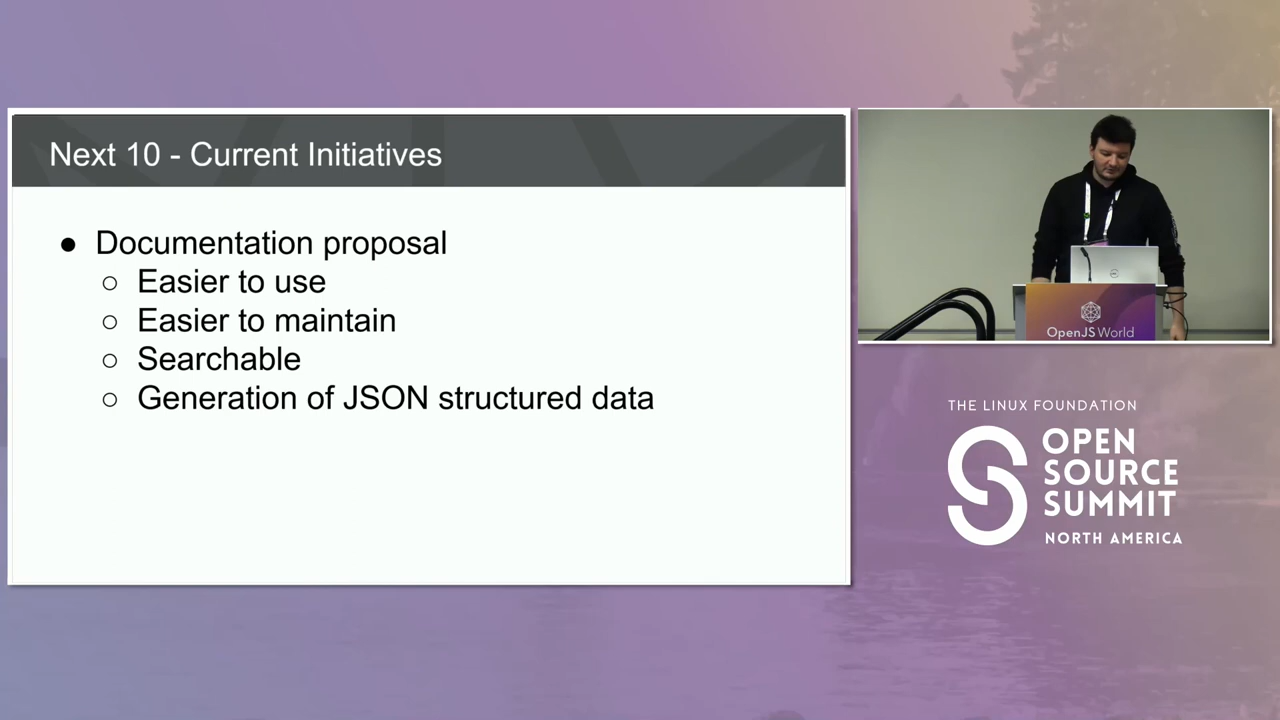 Next 10 - Current Initiatives
● Documentation proposal
○ Easier to use
○ Easier to maintain
○ Searchable
○ Generation of JSON structured data
OpenJS World
THE LINUX FOUNDATION
OPEN
SOURCE
SUMMIT
NORTH AMERICA